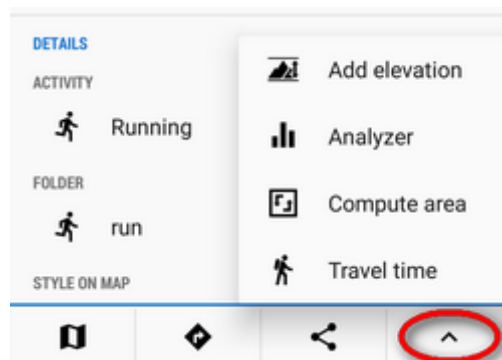 DETAILS
ACTIVITY
Running
FOLDER
run
STYLE ON MAP
Add elevation
Analyzer
Compute area
Travel time